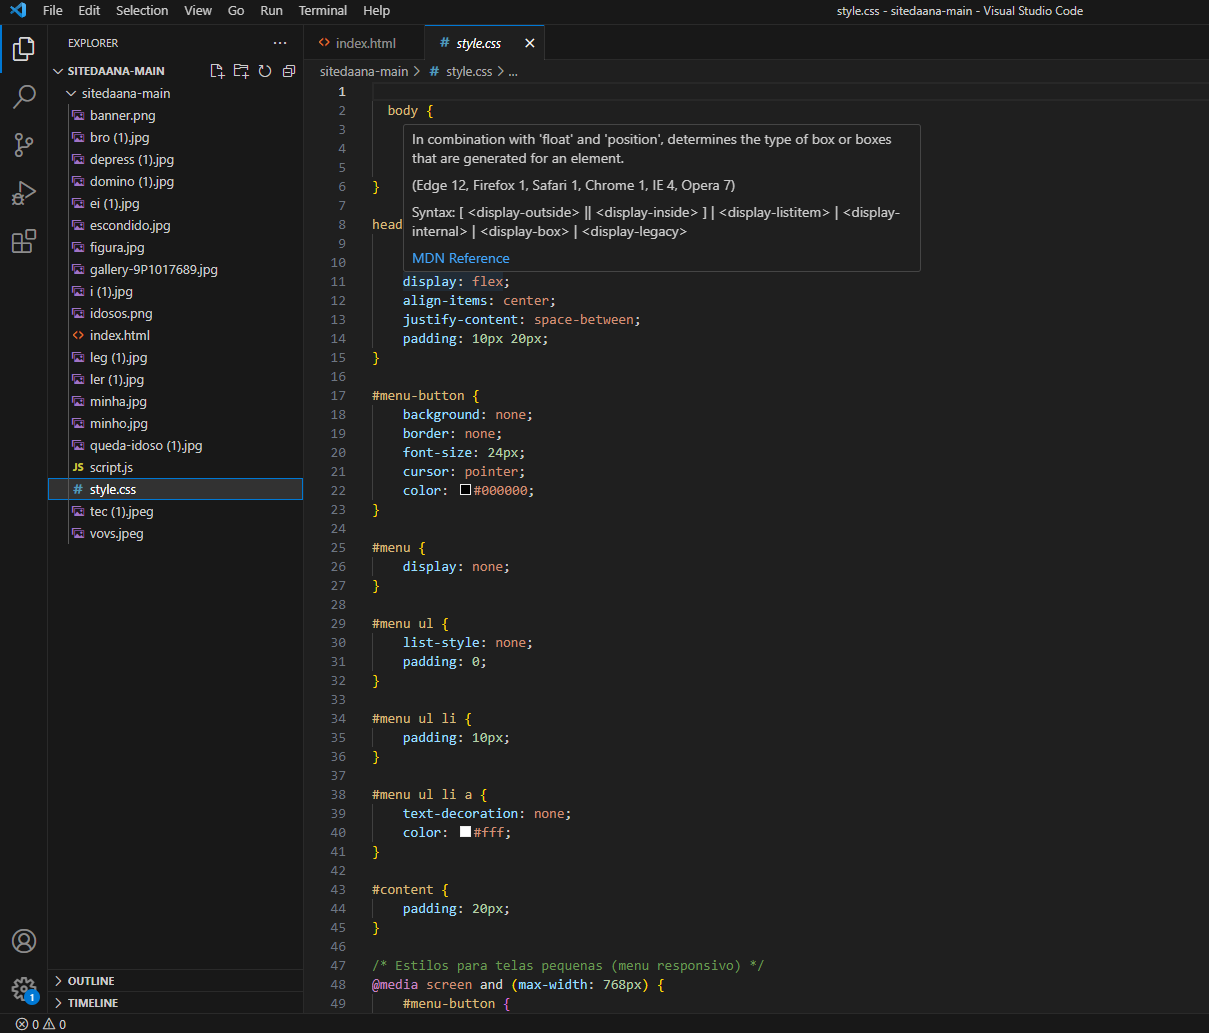 File Edit Selection View Go Run Terminal Help
style.css - sitedaana-main - Visual Studio Code
EXPLORER
SITEDAANA-MAIN
sitedaana-main
banner.png
bro (1).jpg
depress (1).jpg
domino (1).jpg
ei (1).jpg
escondido.jpg
figura.jpg
gallery-9P1017689.jpg
i (1).jpg
idosos.png
index.html
leg (1).jpg
ler (1).jpg
minha.jpg
minho.jpg
queda-idoso (1).jpg
JS script.js
# style.css
tec (1).jpeg
vovs.jpeg
OUTLINE
TIMELINE
1
0 0
index.html # style.css
sitedaana-main > # style.css > ...
1
2 body {
3
4
5
6 }
7
8 head
9
10
In combination with 'float' and 'position', determines the type of box or boxes
that are generated for an element.
(Edge 12, Firefox 1, Safari 1, Chrome 1, IE 4, Opera 7)
Syntax: [ <display-outside> || <display-inside> ] | <display-listitem> | <display-
internal> | <display-box> | <display-legacy>
MDN Reference
11 display: flex;
12 align-items: center;
13 justify-content: space-between;
14 padding: 10px 20px;
15 }
16
17 #menu-button {
18 background: none;
19 border: none;
20 font-size: 24px;
21 cursor: pointer;
22 color: #000000;
23 }
24
25 #menu {
26 display: none;
27 }
28
29 #menu ul {
30 list-style: none;
31 padding: 0;
32 }
33
34 #menu ul li {
35 padding: 10px;
36 }
37
38 #menu ul li a {
39 text-decoration: none;
40 color: #fff;
41 }
42
43 #content {
44 padding: 20px;
45 }
46
47 /* Estilos para telas pequenas (menu responsivo) */
48 @media screen and (max-width: 768px) {
49 #menu-button {